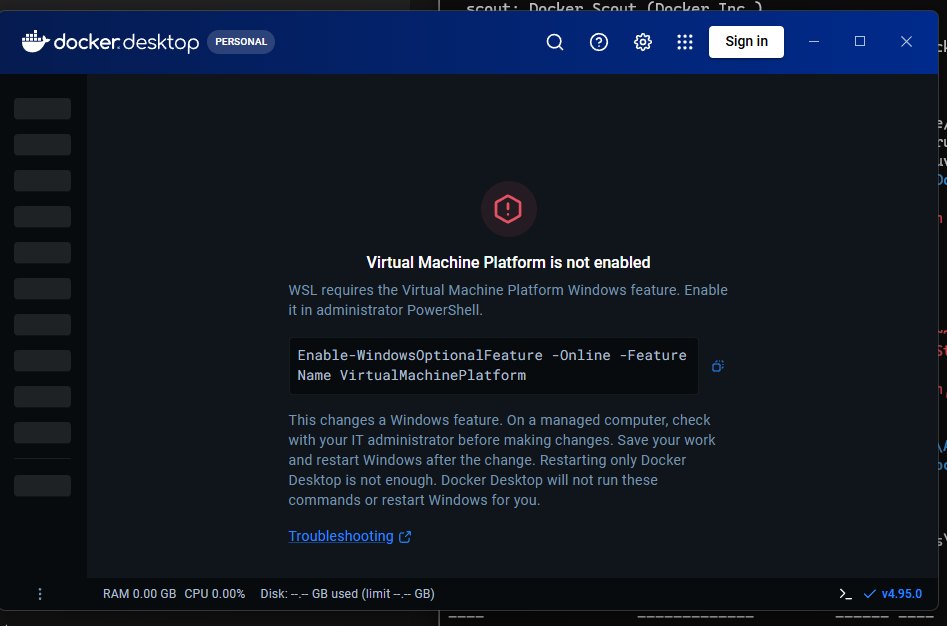 scout: Docker Scout (Docker Inc.)
docker.desktop PERSONAL Sign in
Virtual Machine Platform is not enabled
WSL requires the Virtual Machine Platform Windows feature. Enable
it in administrator PowerShell.
Enable-WindowsOptionalFeature -Online -Feature
Name VirtualMachinePlatform
This changes a Windows feature. On a managed computer, check
with your IT administrator before making changes. Save your work
and restart Windows after the change. Restarting only Docker
Desktop is not enough. Docker Desktop will not run these
commands or restart Windows for you.
Troubleshooting
RAM 0.00 GB CPU 0.00% Disk: --.-- GB used (limit --.-- GB) v4.95.0